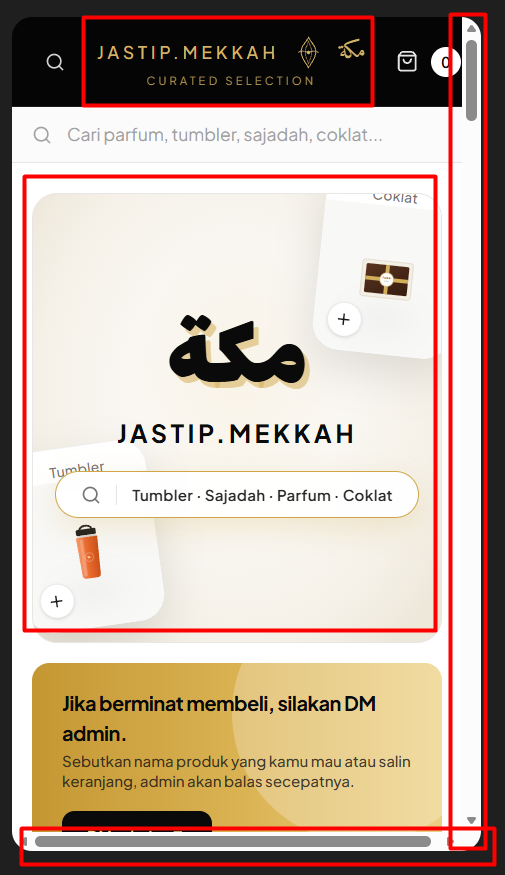 JASTIP.MEKKAH مكة
CURATED SELECTION
0
Cari parfum, tumbler, sajadah, coklat...
Coklat
مكة
JASTIP.MEKKAH
Tumbler
Tumbler · Sajadah · Parfum · Coklat
Jika berminat membeli, silakan DM
admin.
Sebutkan nama produk yang kamu mau atau salin
keranjang, admin akan balas secepatnya.